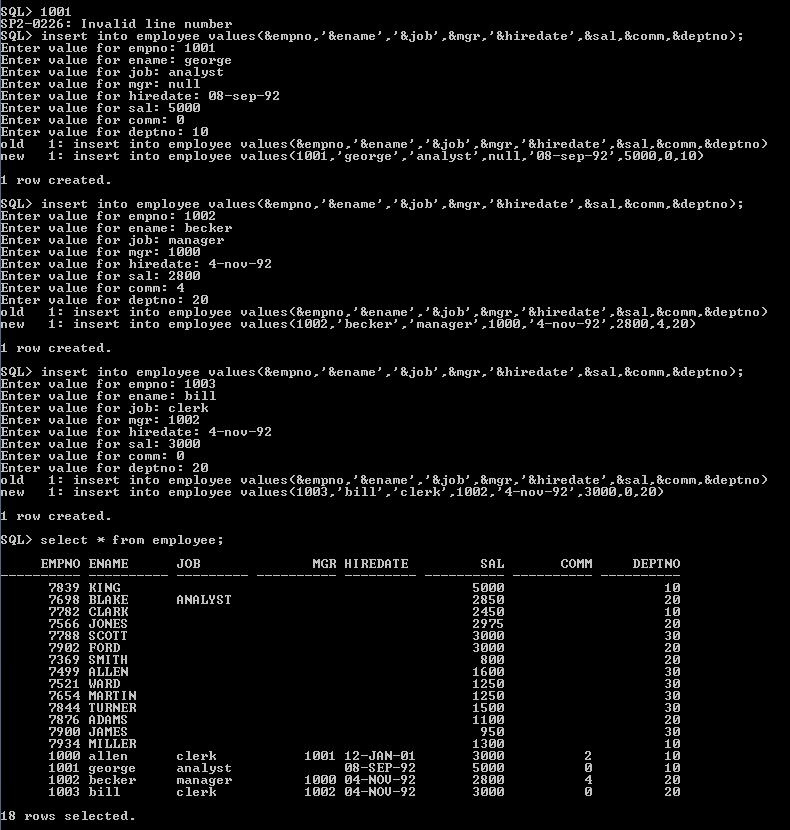 SQL> 1001
SP2-0226: Invalid line number
SQL> insert into employee values(&empno,'&ename','&job',&mgr,'&hiredate',&sal,&comm,&deptno);
Enter value for empno: 1001
Enter value for ename: george
Enter value for job: analyst
Enter value for mgr: null
Enter value for hiredate: 08-sep-92
Enter value for sal: 5000
Enter value for comm: 0
Enter value for deptno: 10
old   1: insert into employee values(&empno,'&ename','&job',&mgr,'&hiredate',&sal,&comm,&deptno)
new   1: insert into employee values(1001,'george','analyst',null,'08-sep-92',5000,0,10)
1 row created.
SQL> insert into employee values(&empno,'&ename','&job',&mgr,'&hiredate',&sal,&comm,&deptno);
Enter value for empno: 1002
Enter value for ename: becker
Enter value for job: manager
Enter value for mgr: 1000
Enter value for hiredate: 4-nov-92
Enter value for sal: 2800
Enter value for comm: 4
Enter value for deptno: 20
old   1: insert into employee values(&empno,'&ename','&job',&mgr,'&hiredate',&sal,&comm,&deptno)
new   1: insert into employee values(1002,'becker','manager',1000,'4-nov-92',2800,4,20)
1 row created.
SQL> insert into employee values(&empno,'&ename','&job',&mgr,'&hiredate',&sal,&comm,&deptno);
Enter value for empno: 1003
Enter value for ename: bill
Enter value for job: clerk
Enter value for mgr: 1002
Enter value for hiredate: 4-nov-92
Enter value for sal: 3000
Enter value for comm: 0
Enter value for deptno: 20
old   1: insert into employee values(&empno,'&ename','&job',&mgr,'&hiredate',&sal,&comm,&deptno)
new   1: insert into employee values(1003,'bill','clerk',1002,'4-nov-92',3000,0,20)
1 row created.
SQL> select * from employee;
     EMPNO ENAME      JOB              MGR HIREDATE         SAL       COMM     DEPTNO
---------- ---------- --------- ---------- --------- ---------- ---------- ----------
      7839 KING                                            5000                    10
      7698 BLAKE      ANALYST                              2850                    20
      7782 CLARK                                           2450                    10
      7566 JONES                                           2975                    20
      7788 SCOTT                                           3000                    30
      7902 FORD                                            3000                    20
      7369 SMITH                                            800                    20
      7499 ALLEN                                           1600                    30
      7521 WARD                                            1250                    30
      7654 MARTIN                                          1250                    30
      7844 TURNER                                          1500                    30
      7876 ADAMS                                           1100                    20
      7900 JAMES                                            950                    30
      7934 MILLER                                          1300                    10
      1000 allen      clerk           1001 12-JAN-01       3000          2         10
      1001 george     analyst              08-SEP-92       5000          0         10
      1002 becker     manager         1000 04-NOV-92       2800          4         20
      1003 bill       clerk           1002 04-NOV-92       3000          0         20
18 rows selected.